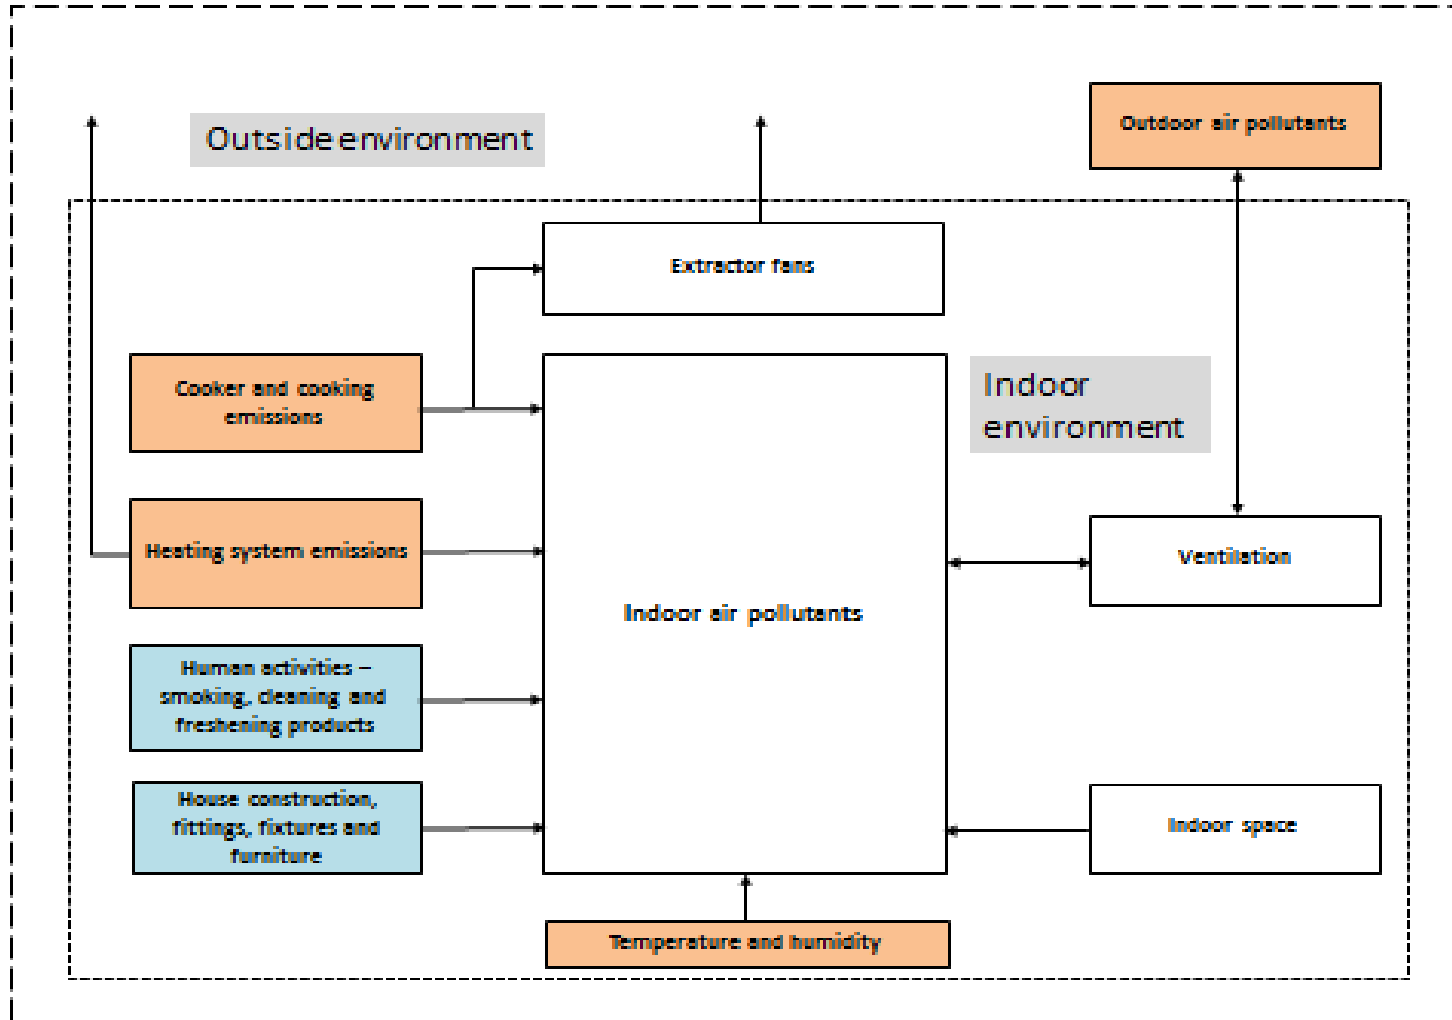 Outdoor air pollutants
Outside environment
Extractor fans
Cooker and cooking
emissions
Indoor
environment
Heating system emissions
Ventilation
Indoor air pollutants
Human activities –
smoking, cleaning and
freshening products
House construction,
fittings, fixtures and
furniture
Indoor space
Temperature and humidity